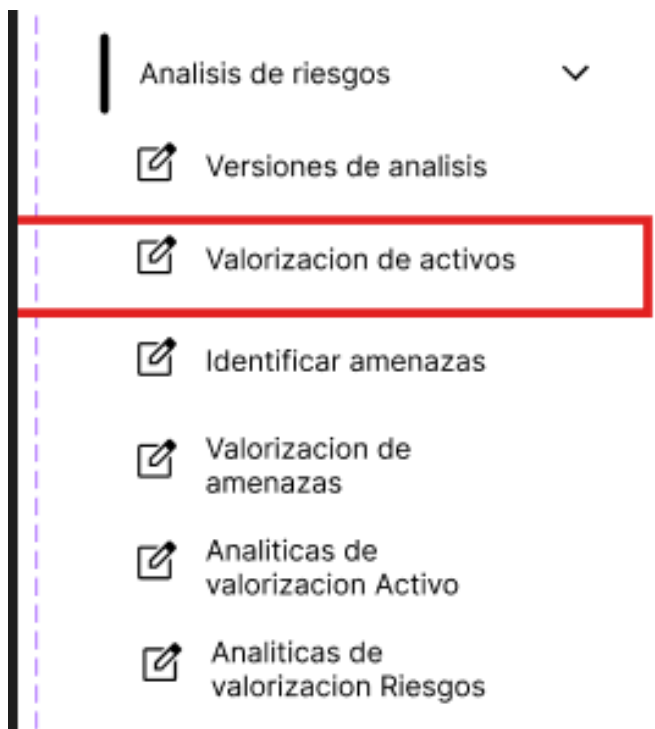 Analisis de riesgos
Versiones de analisis
Valorizacion de activos
Identificar amenazas
Valorizacion de
amenazas
Analiticas de
valorizacion Activo
Analiticas de
valorizacion Riesgos